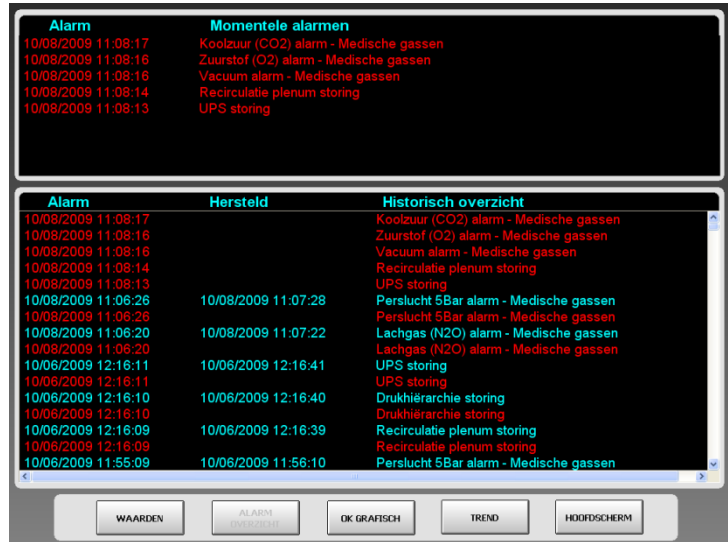 Alarm Momentele alarmen
10/08/2009 11:08:17 Koolzuur (CO2) alarm - Medische gassen
10/08/2009 11:08:16 Zuurstof (O2) alarm - Medische gassen
10/08/2009 11:08:16 Vacuum alarm - Medische gassen
10/08/2009 11:08:14 Recirculatie plenum storing
10/08/2009 11:08:13 UPS storing
Alarm Hersteld Historisch overzicht
10/08/2009 11:08:17 Koolzuur (CO2) alarm - Medische gassen
10/08/2009 11:08:16 Zuurstof (O2) alarm - Medische gassen
10/08/2009 11:08:16 Vacuum alarm - Medische gassen
10/08/2009 11:08:14 Recirculatie plenum storing
10/08/2009 11:08:13 UPS storing
10/08/2009 11:06:26 10/08/2009 11:07:28 Perslucht 5Bar alarm - Medische gassen
10/08/2009 11:06:26 Perslucht 5Bar alarm - Medische gassen
10/08/2009 11:06:20 10/08/2009 11:07:22 Lachgas (N2O) alarm - Medische gassen
10/08/2009 11:06:20 Lachgas (N2O) alarm - Medische gassen
10/06/2009 12:16:11 10/06/2009 12:16:41 UPS storing
10/06/2009 12:16:11 UPS storing
10/06/2009 12:16:10 10/06/2009 12:16:40 Drukhiërarchie storing
10/06/2009 12:16:10 Drukhiërarchie storing
10/06/2009 12:16:09 10/06/2009 12:16:39 Recirculatie plenum storing
10/06/2009 12:16:09 Recirculatie plenum storing
10/06/2009 11:55:09 10/06/2009 11:56:10 Perslucht 5Bar alarm - Medische gassen
WAARDEN ALARM OVERZICHT OK GRAFISCH TREND HOOFDSCHERM